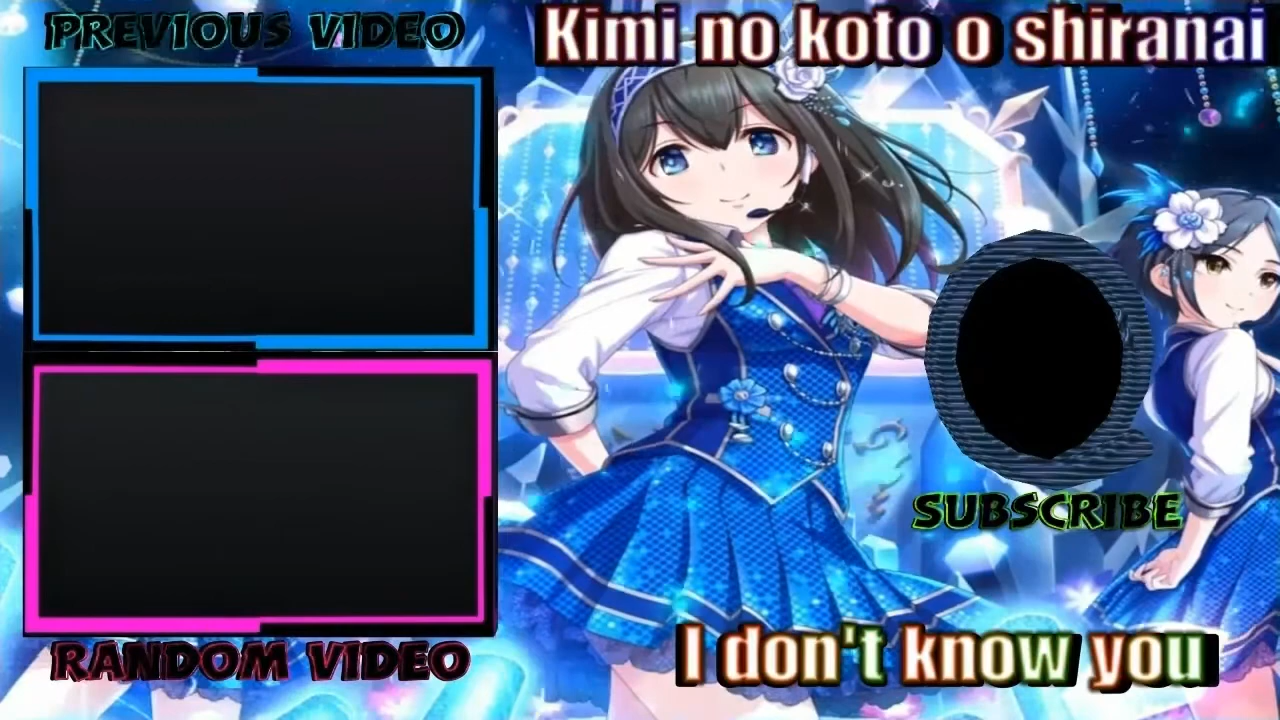 PREVIOUS VIDEO
Kimi no koto o shiranai
SUBSCRIBE
RANDOM VIDEO
I don't know you